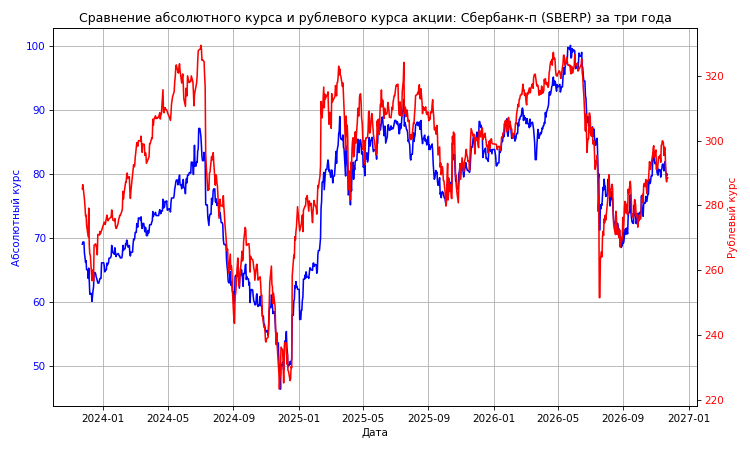 Сравнение абсолютного курса и рублевого курса акции: Сбербанк-п (SBERP) за три года
100
90
80
70
60
50
Абсолютный курс
320
300
280
260
240
220
Рублевый курс
2024-01 2024-05 2024-09 2025-01 2025-05 2025-09 2026-01 2026-05 2026-09 2027-01
Дата